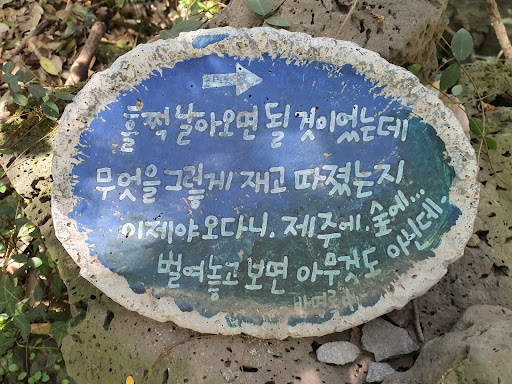 훌쩍 날아오면 될 것이었는데
무엇을 그렇게 재고 따졌는지
이제야 오다니. 제주에. 숲에...
벌여놓고 보면 아무것도 아닌데.